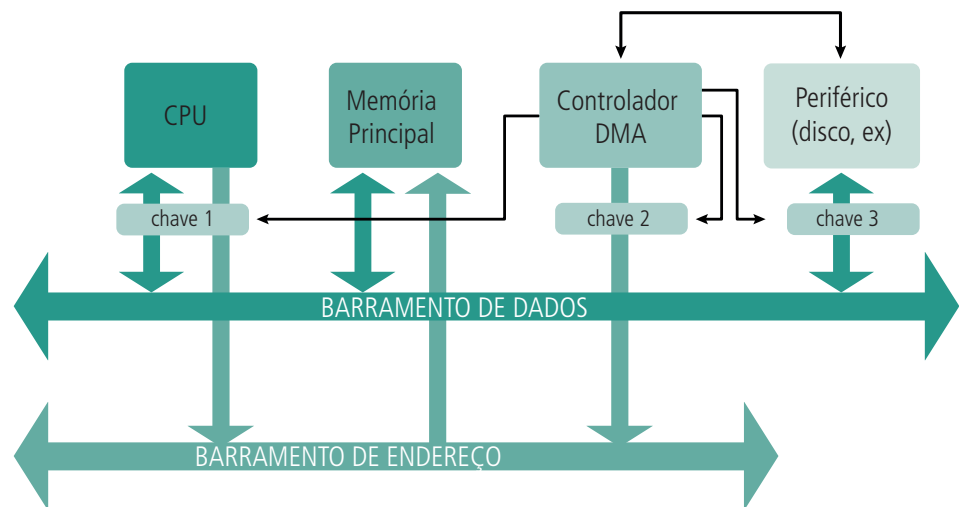 CPU
Memória
Principal
Controlador
DMA
Periférico
(disco, ex)
chave 1
chave 2
chave 3
BARRAMENTO DE DADOS
BARRAMENTO DE ENDEREÇO